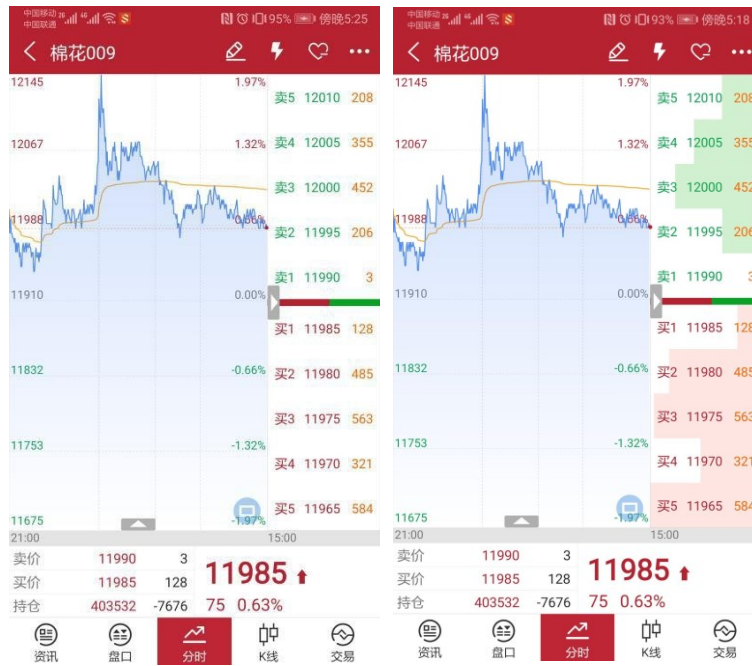 中国移动 2G 4G S 95% 傍晚5:25
中国联通
棉花009
12145 1.97%
12067 1.32%
11988 0.66%
11910 0.00%
11832 -0.66%
11753 -1.32%
11675 -1.97%
21:00 15:00
卖5 12010 208
卖4 12005 355
卖3 12000 452
卖2 11995 206
卖1 11990 3
买1 11985 128
买2 11980 485
买3 11975 563
买4 11970 321
买5 11965 584
卖价 11990 3
买价 11985 128
持仓 403532 -7676
11985
75 0.63%
资讯 盘口 分时 K线 交易
中国移动 2G 4G S 93% 傍晚5:18
中国联通
棉花009
12145 1.97%
12067 1.32%
11988 0.66%
11910 0.00%
11832 -0.66%
11753 -1.32%
11675 -1.97%
21:00 15:00
卖5 12010 208
卖4 12005 355
卖3 12000 452
卖2 11995 206
卖1 11990 3
买1 11985 128
买2 11980 485
买3 11975 563
买4 11970 321
买5 11965 584
卖价 11990 3
买价 11985 128
持仓 403532 -7676
11985
75 0.63%
资讯 盘口 分时 K线 交易